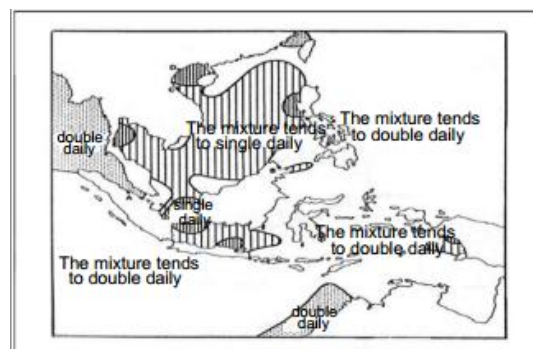 double
daily
The mixture tends
to single daily
The mixture tends
to double daily
single
daily
The mixture tends
to double daily
The mixture tends
to double daily
double
daily